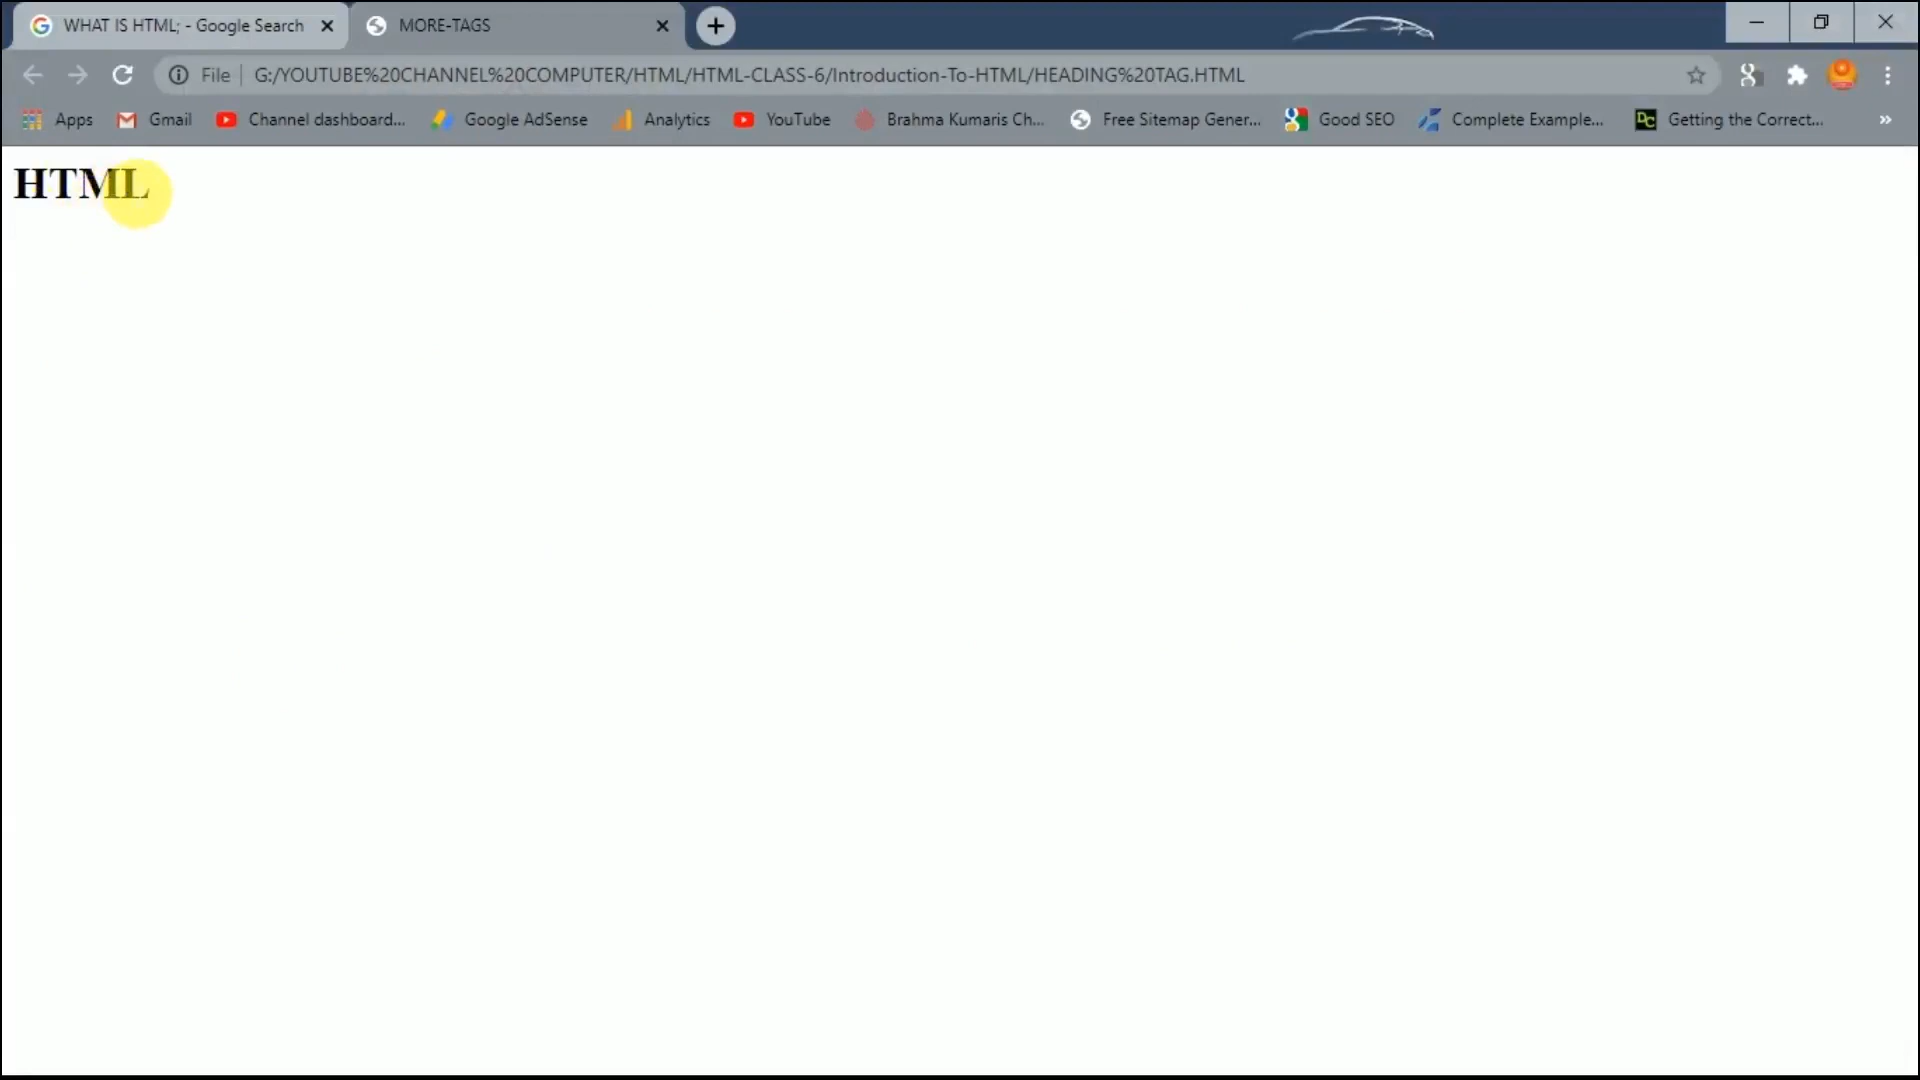 WHAT IS HTML; - Google Search
MORE-TAGS
File G:/YOUTUBE%20CHANNEL%20COMPUTER/HTML/HTML-CLASS-6/Introduction-To-HTML/HEADING%20TAG.HTML
Apps Gmail Channel dashboard... Google AdSense Analytics YouTube Brahma Kumaris Ch... Free Sitemap Gener... Good SEO Complete Example... DC Getting the Correct... »
HTML